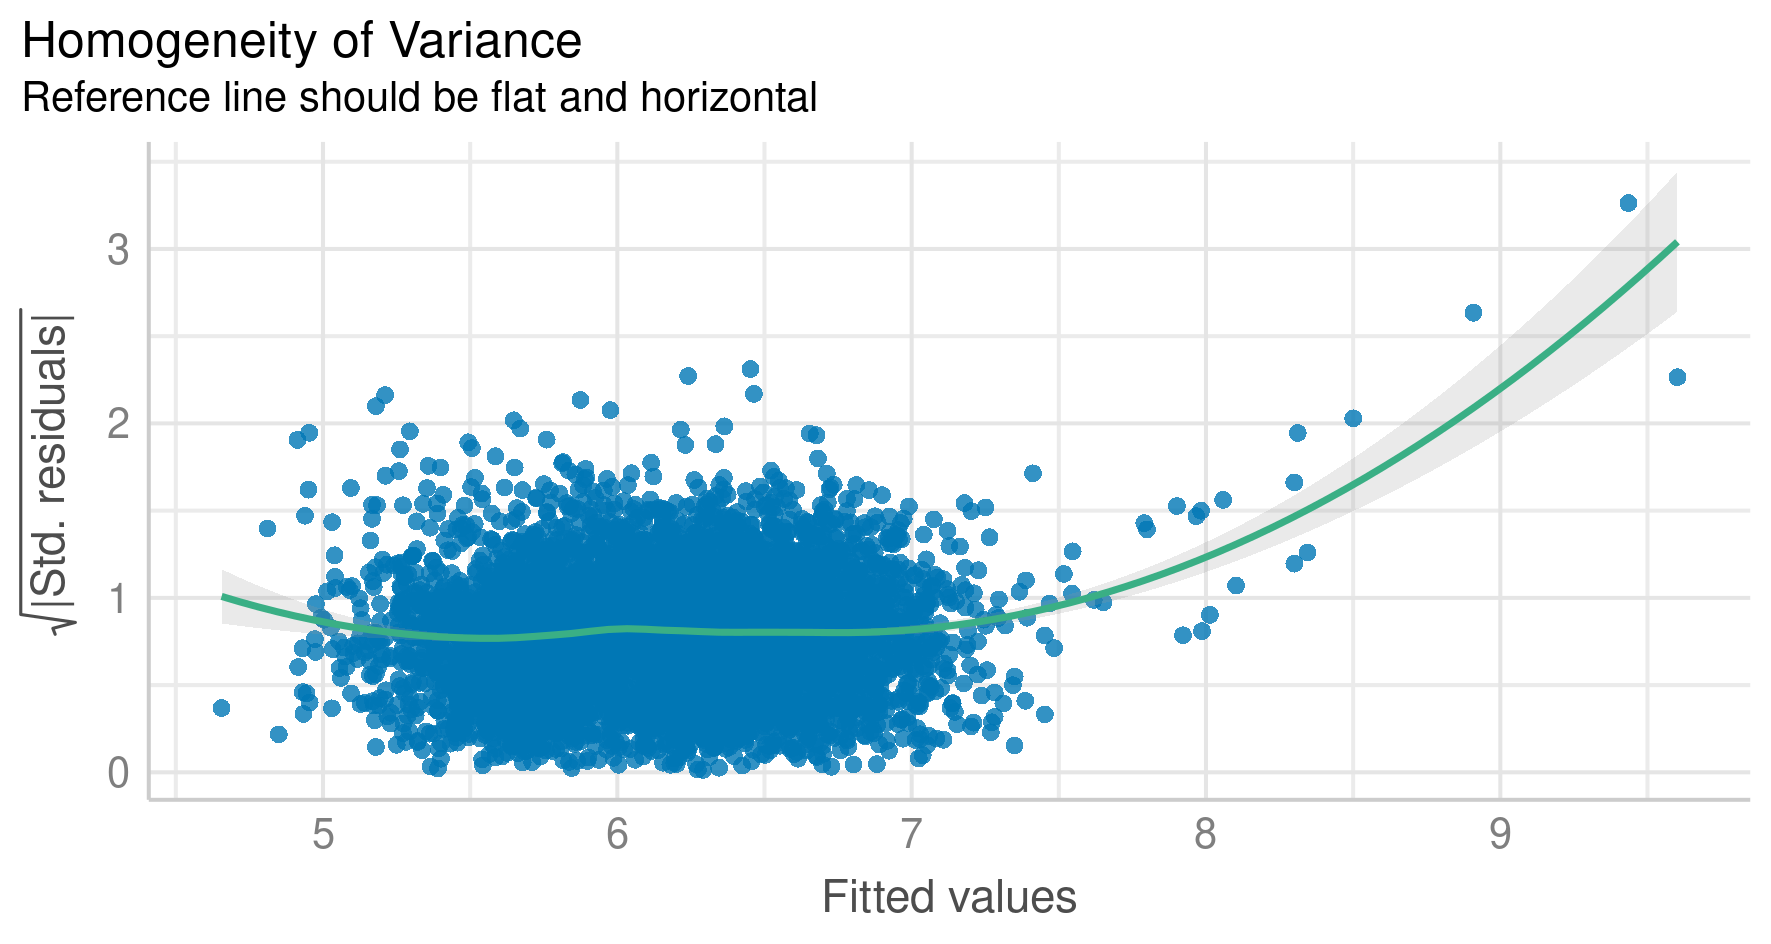 Homogeneity of Variance
Reference line should be flat and horizontal
√|Std. residuals|
3
2
1
0
5 6 7 8 9
Fitted values